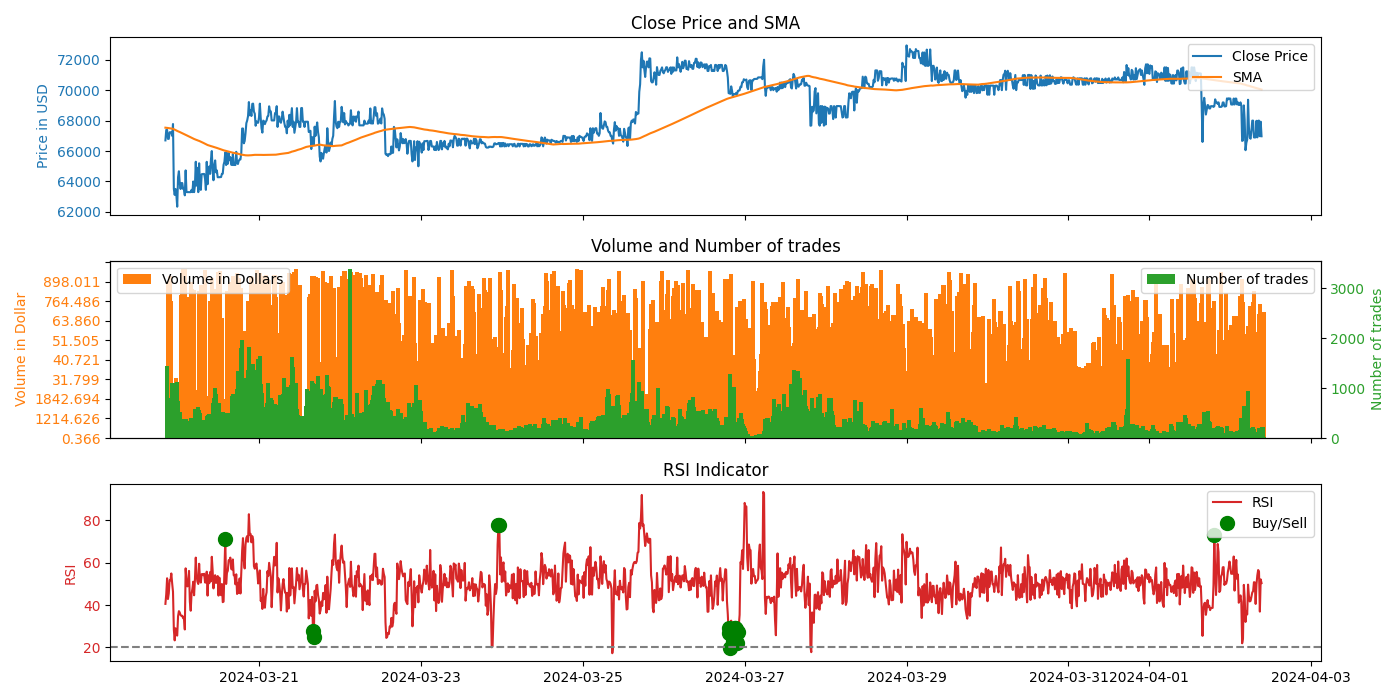 Close Price and SMA
Price in USD
72000
70000
68000
66000
64000
62000
Close Price
SMA
Volume and Number of trades
Volume in Dollar
898.011
764.486
63.860
51.505
40.721
31.799
1842.694
1214.626
0.366
Volume in Dollars
Number of trades
3000
2000
1000
0
Number of trades
RSI Indicator
RSI
80
60
40
20
RSI
Buy/Sell
2024-03-21 2024-03-23 2024-03-25 2024-03-27 2024-03-29 2024-03-31 2024-04-01 2024-04-03